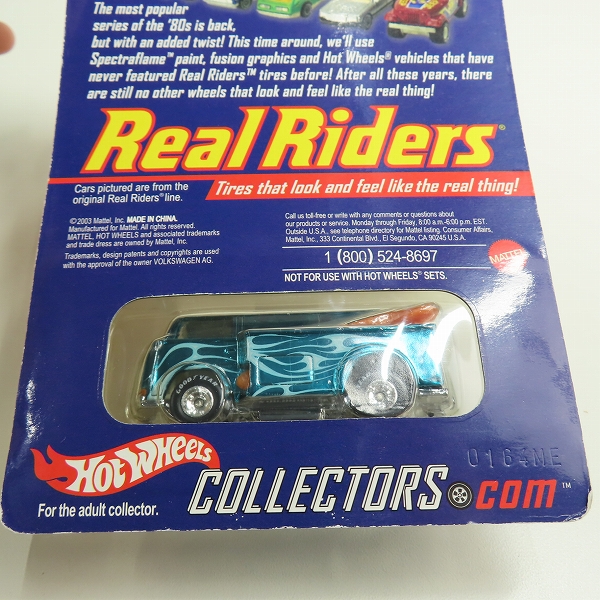 The most popular
series of the '80s is back,
but with an added twist! This time around, we'll use
Spectraflame™ paint, fusion graphics and Hot Wheels® vehicles that have
never featured Real Riders™ tires before! After all these years, there
are still no other wheels that look and feel like the real thing!
Real Riders®
Cars pictured are from the
original Real Riders® line.
Tires that look and feel like the real thing!
©2003 Mattel, Inc. MADE IN CHINA.
Manufactured for Mattel. All rights reserved.
MATTEL, HOT WHEELS and associated trademarks
and trade dress are owned by Mattel, Inc.
Trademarks, design patents and copyrights are used
with the approval of the owner VOLKSWAGEN AG.
Call us toll-free or write with any comments or questions about
our products or service. Monday through Friday, 8:00 a.m.-6:00 p.m. EST.
Outside U.S.A., see telephone directory for Mattel listing. Consumer Affairs,
Mattel, Inc., 333 Continental Blvd., El Segundo, CA 90245 U.S.A.
1 (800) 524-8697
NOT FOR USE WITH HOT WHEELS® SETS.
MATTEL
GOOD YEAR
HOT WHEELS
For the adult collector.
COLLECTORS.com™
0164NE